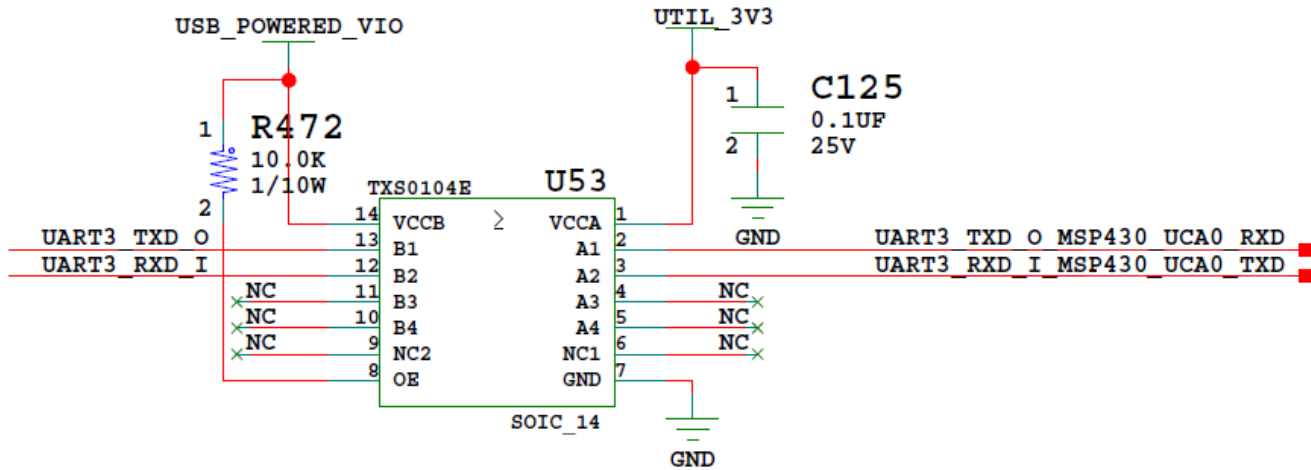 USB_POWERED_VIO
UTIL_3V3
1
R472
10.0K
1/10W
2
1
C125
0.1UF
25V
2
TXS0104E
U53
14 VCCB ≥ VCCA 1
UART3_TXD_O 13 B1 A1 2 GND UART3_TXD_O_MSP430_UCA0_RXD
UART3_RXD_I 12 B2 A2 3 UART3_RXD_I_MSP430_UCA0_TXD
NC 11 B3 A3 4 NC
NC 10 B4 A4 5 NC
NC 9 NC2 NC1 6 NC
8 OE GND 7
SOIC_14
GND